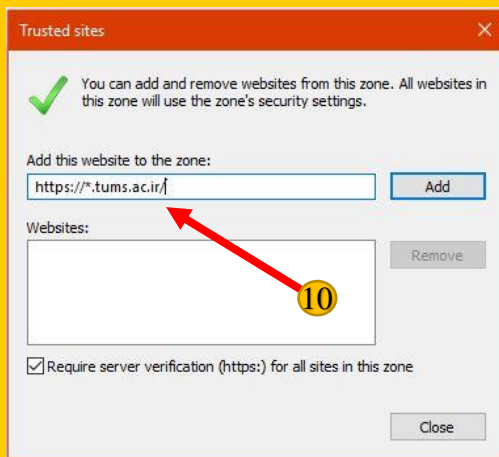 Trusted sites
You can add and remove websites from this zone. All websites in
this zone will use the zone's security settings.
Add this website to the zone:
https://*.tums.ac.ir/
Add
Websites:
Remove
10
Require server verification (https:) for all sites in this zone
Close